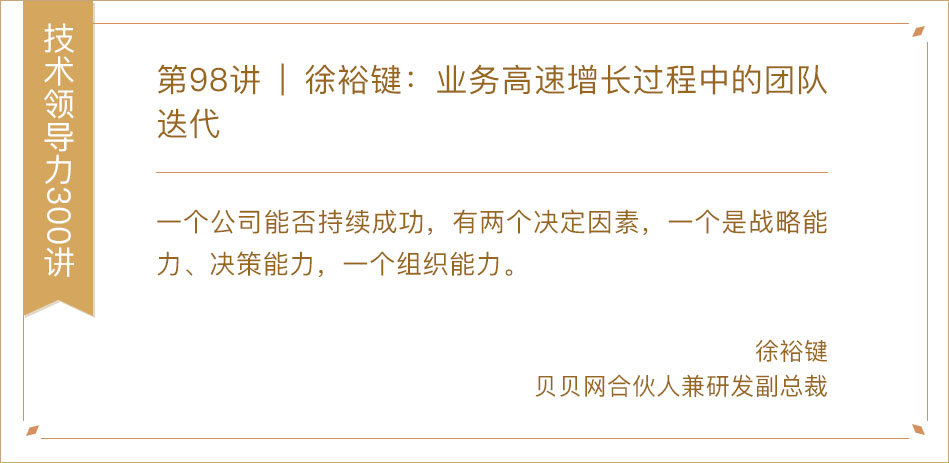 技术领导力300讲
第98讲 | 徐裕键：业务高速增长过程中的团队
迭代
一个公司能否持续成功，有两个决定因素，一个是战略能
力、决策能力，一个组织能力。
徐裕键
贝贝网合伙人兼研发副总裁